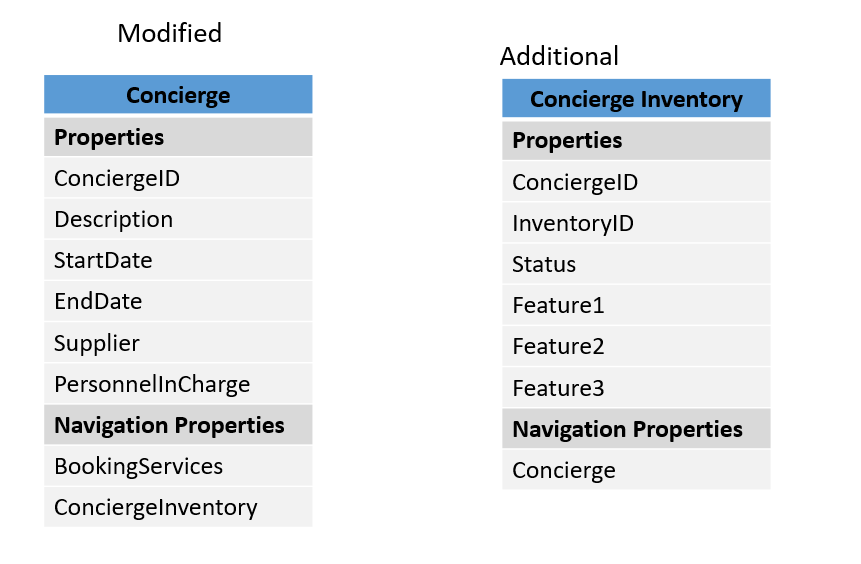 Modified
Concierge
Properties
ConciergeID
Description
StartDate
EndDate
Supplier
PersonnelInCharge
Navigation Properties
BookingServices
ConciergeInventory
Additional
Concierge Inventory
Properties
ConciergeID
InventoryID
Status
Feature1
Feature2
Feature3
Navigation Properties
Concierge